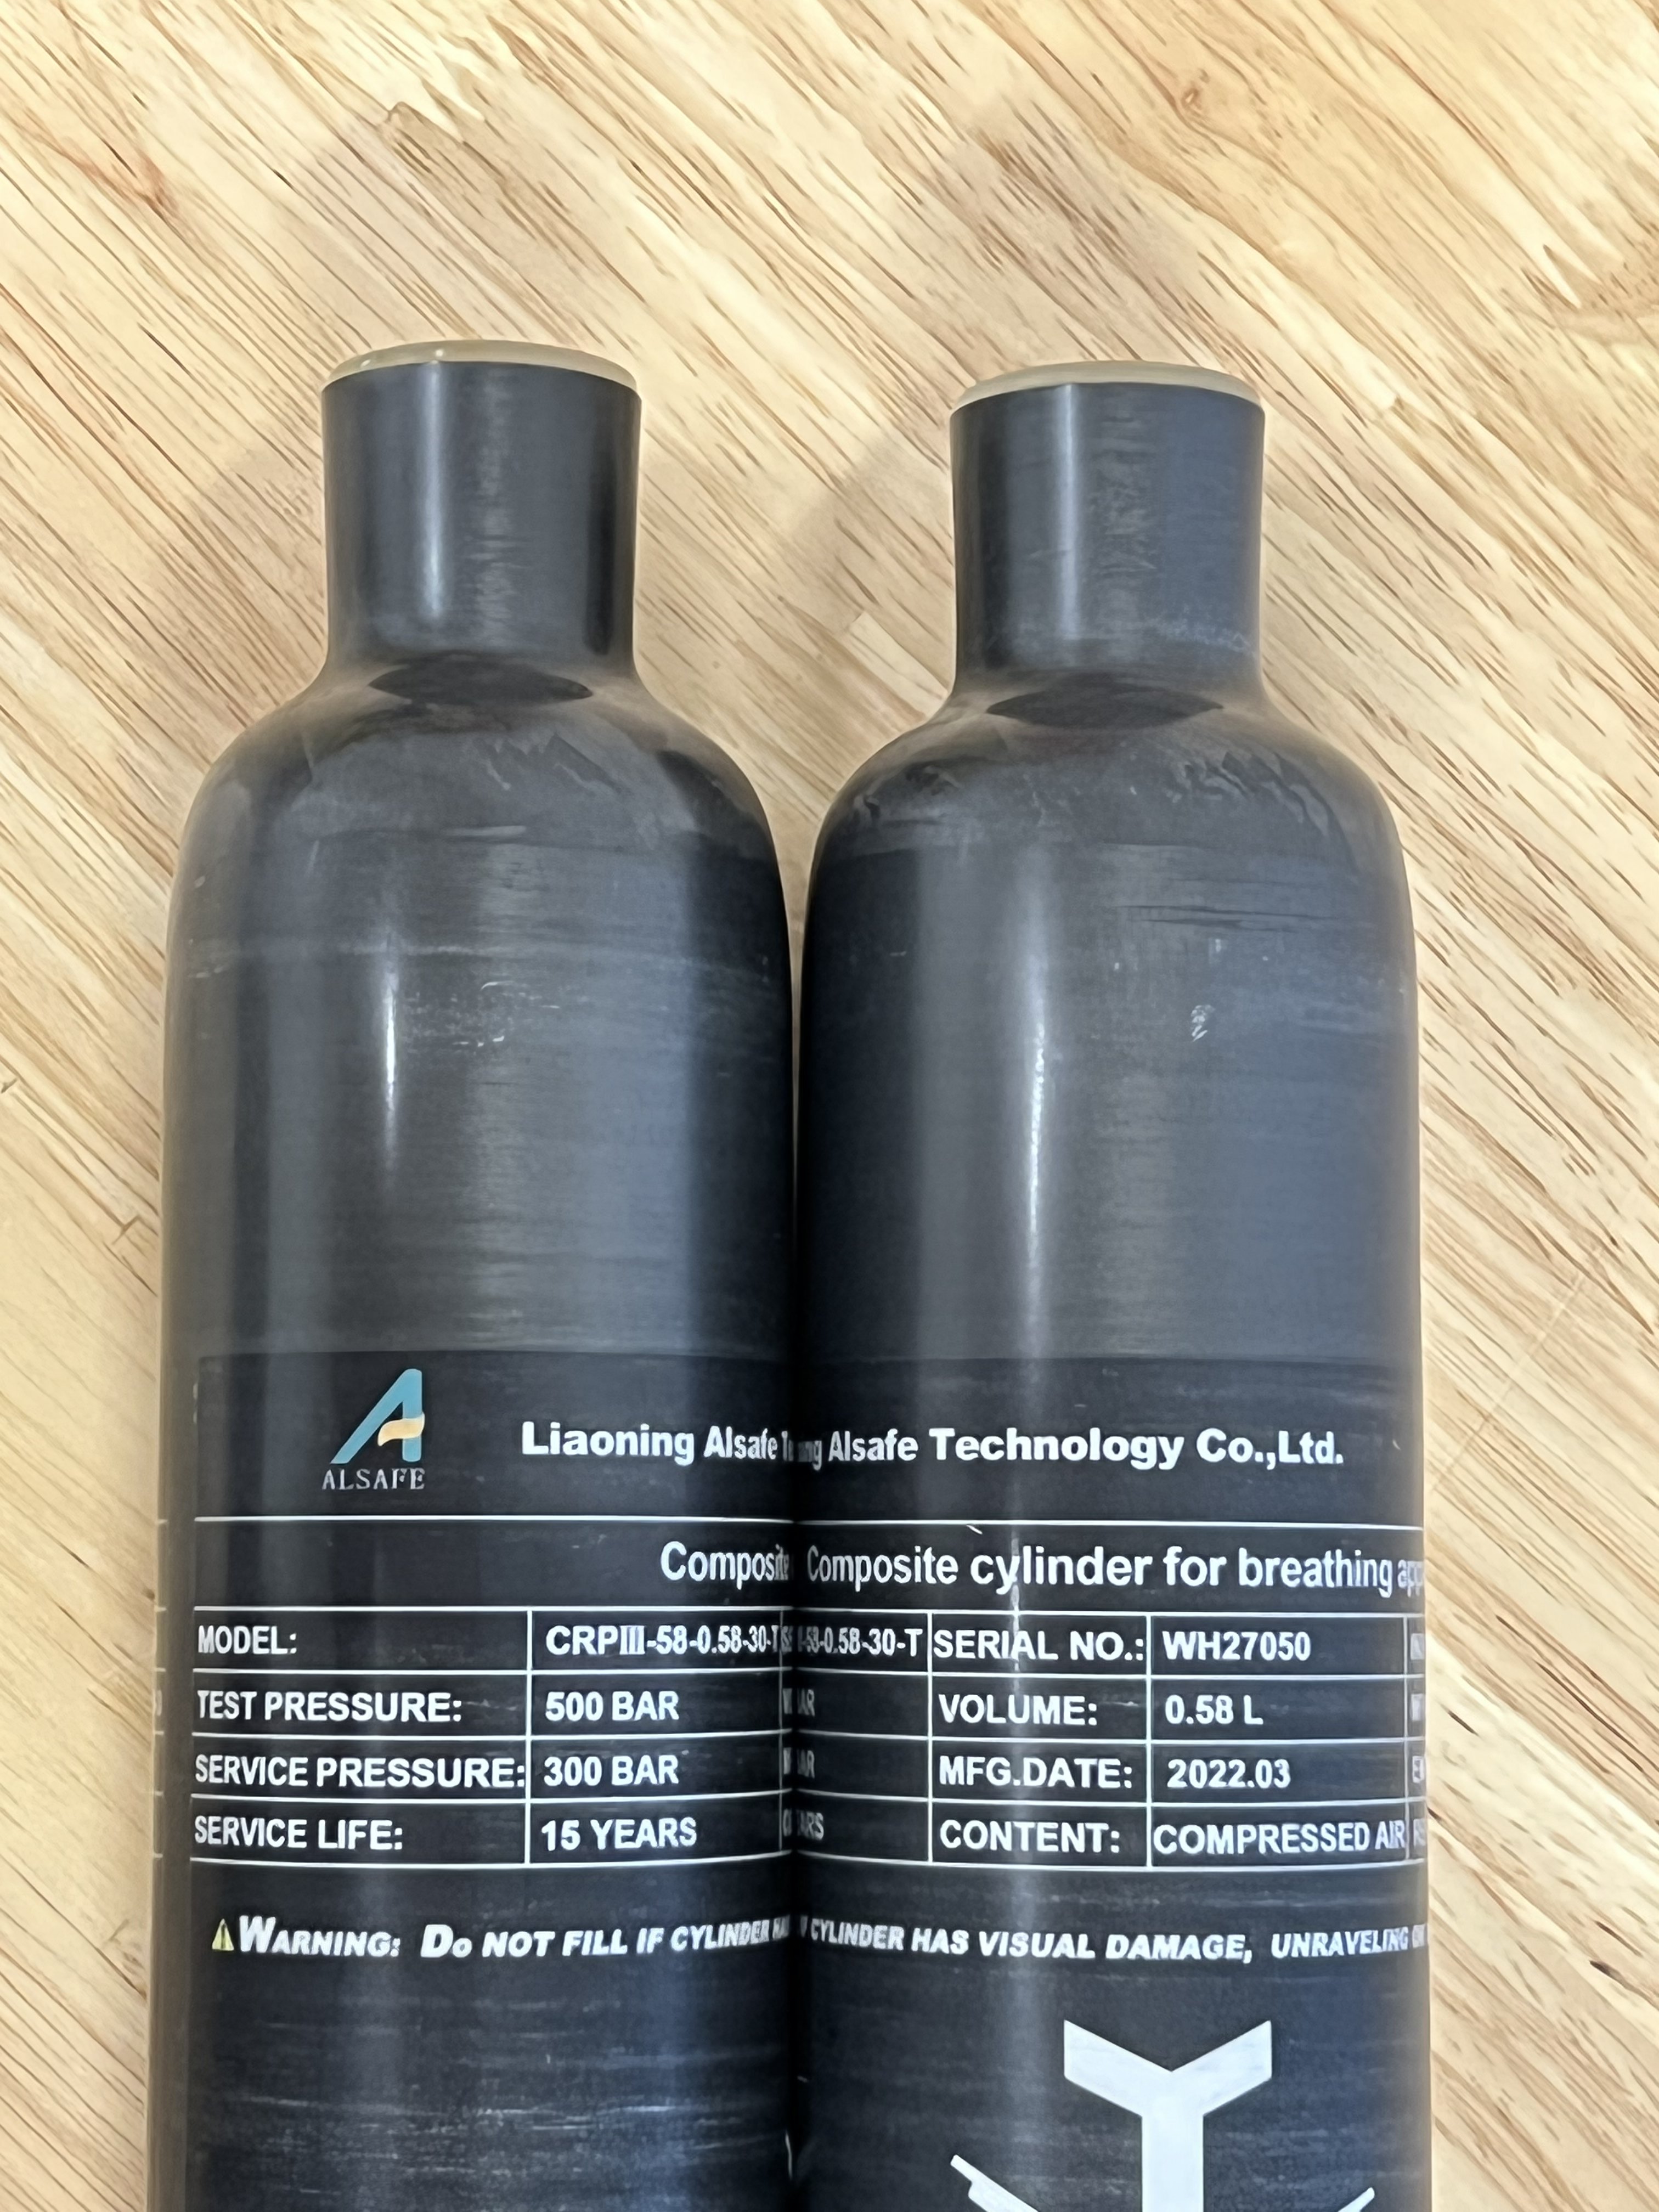 ALSAFE
Liaoning Alsafe
Composite
MODEL: CRPIII-58-0.58-30-T
TEST PRESSURE: 500 BAR
SERVICE PRESSURE: 300 BAR
SERVICE LIFE: 15 YEARS
WARNING: DO NOT FILL IF CYLINDER
Alsafe Technology Co.,Ltd.
Composite cylinder for breathing
-0.58-30-T SERIAL NO.: WH27050
VOLUME: 0.58 L
MFG.DATE: 2022.03
CONTENT: COMPRESSED AIR
CYLINDER HAS VISUAL DAMAGE, UNRAVELING